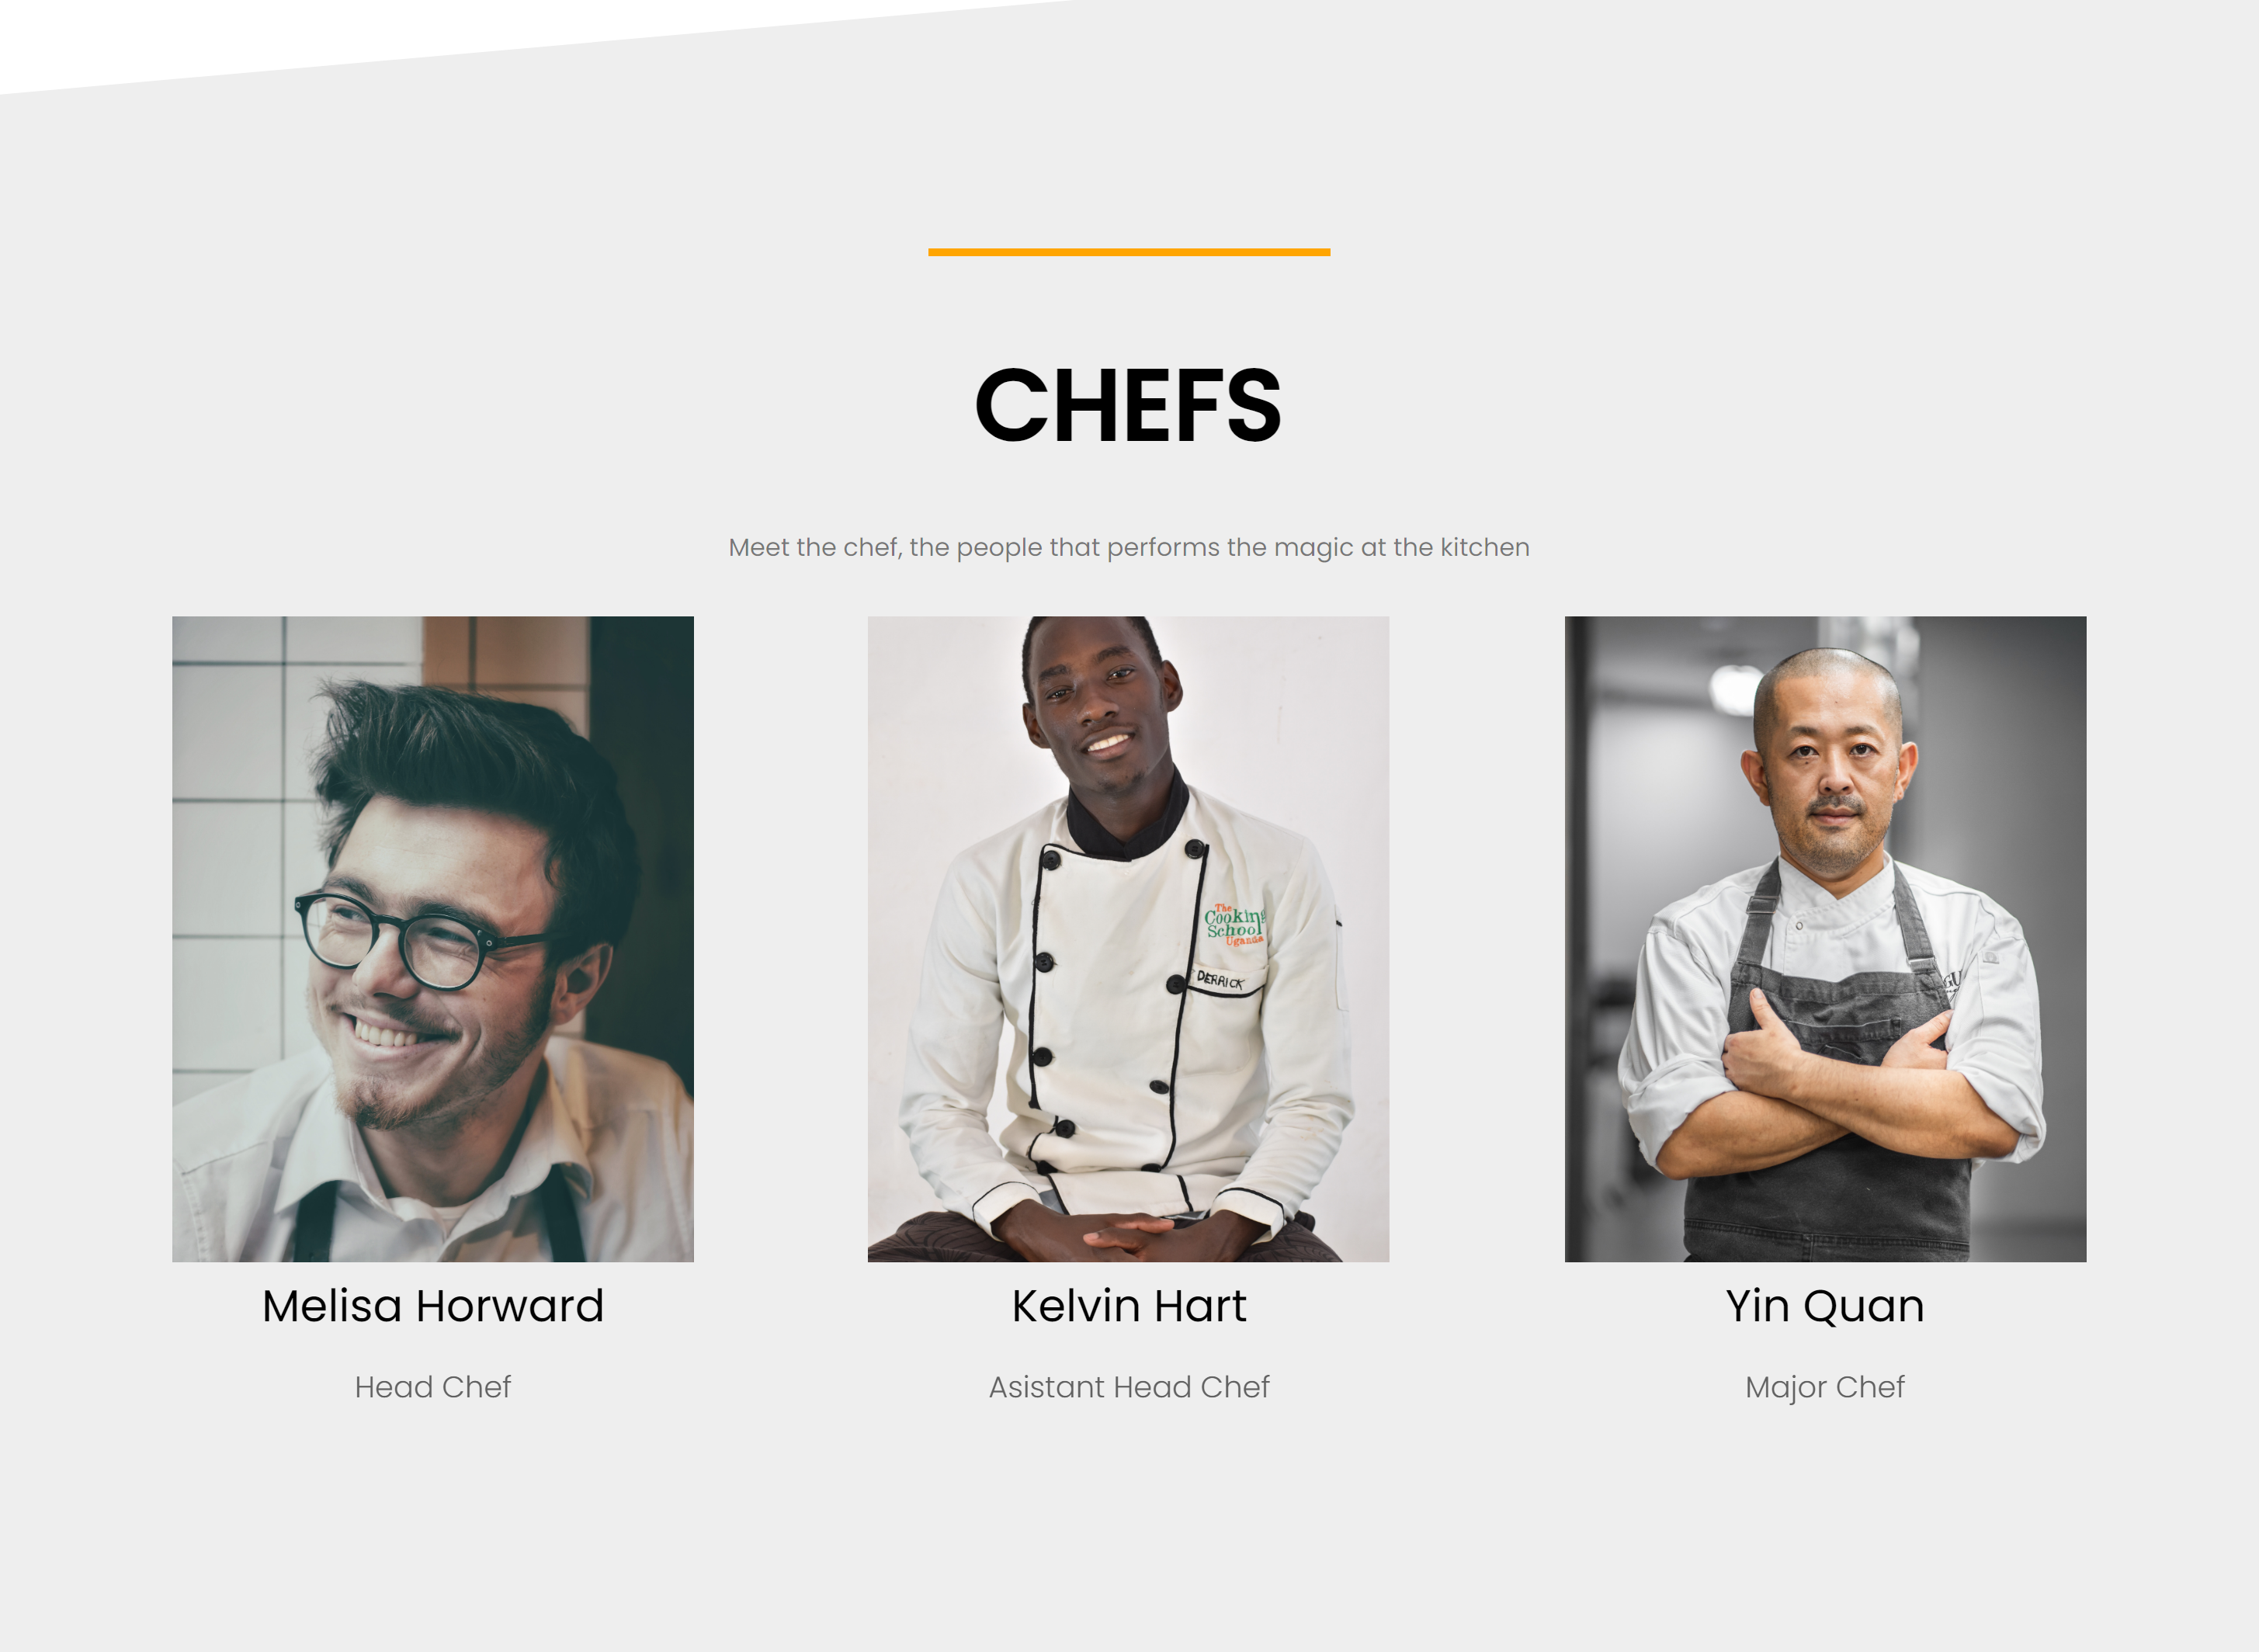 CHEFS
Meet the chef, the people that performs the magic at the kitchen
The
Cooking
School
Uganda
DERRICK
GU
Melisa Horward
Kelvin Hart
Yin Quan
Head Chef
Asistant Head Chef
Major Chef